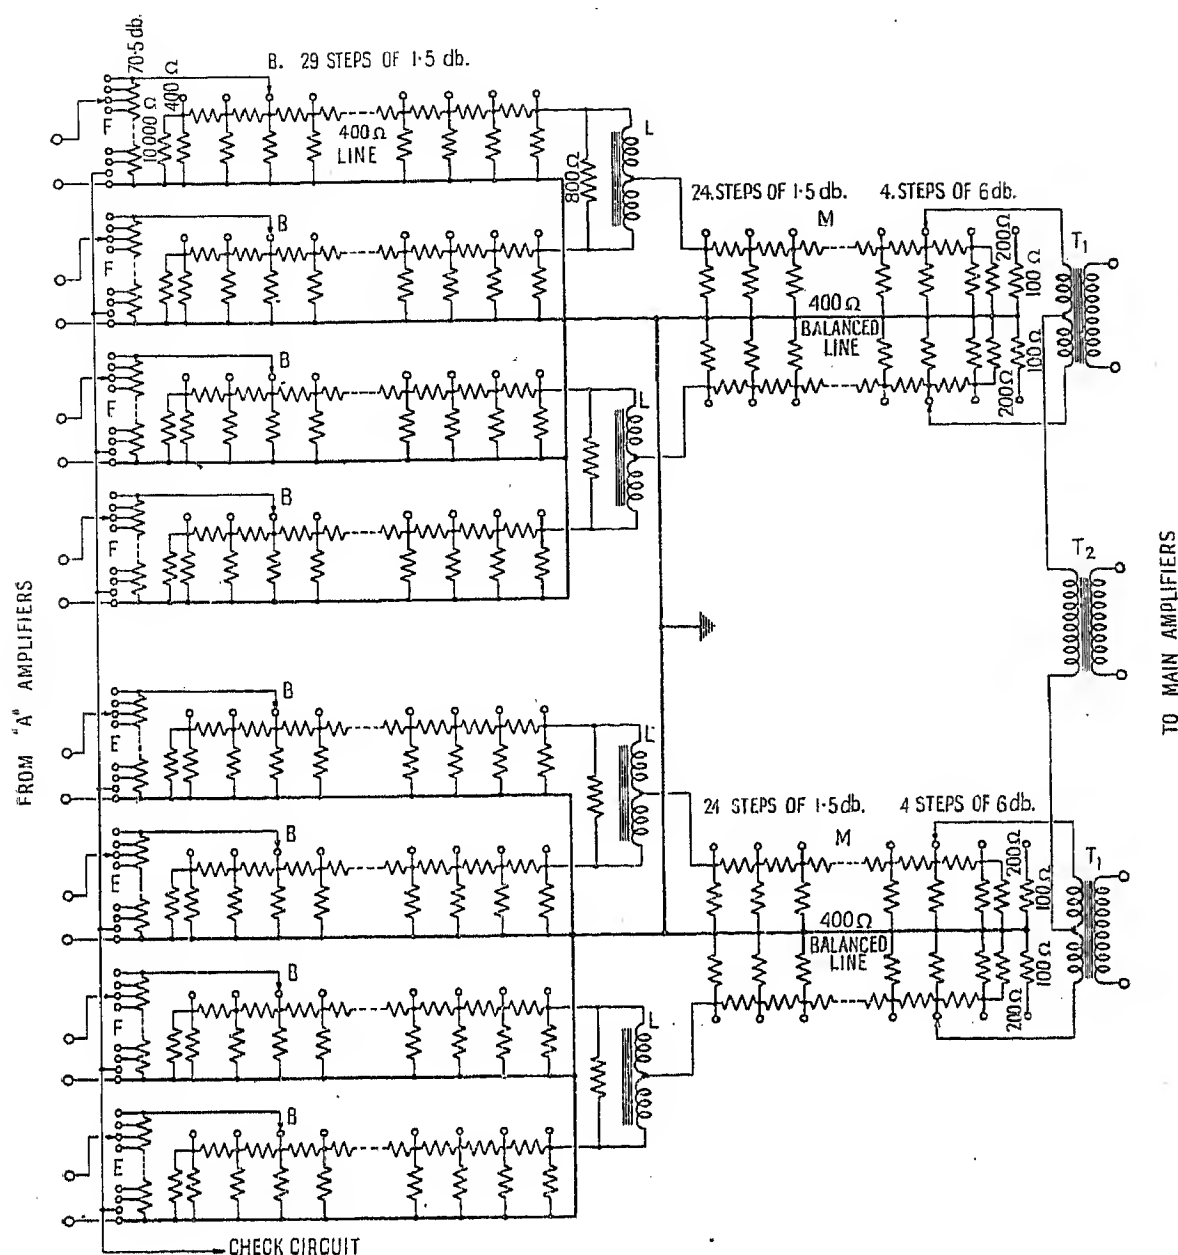 70·5 db.
B. 29 STEPS OF 1·5 db.
400 Ω
10000 Ω
F
400 Ω
LINE
800 Ω
L
24. STEPS OF 1·5 db.
4. STEPS OF 6 db.
M
200 Ω
100 Ω
T1
B
F
400 Ω
BALANCED
LINE
100 Ω
200 Ω
B
F
L
B
F
T2
FROM "A" AMPLIFIERS
TO MAIN AMPLIFIERS
B
F
L
21 STEPS OF 1·5 db.
4 STEPS OF 6 db.
M
200 Ω
100 Ω
T1
B
F
400 Ω
BALANCED
LINE
100 Ω
200 Ω
B
F
L
B
F
CHECK CIRCUIT